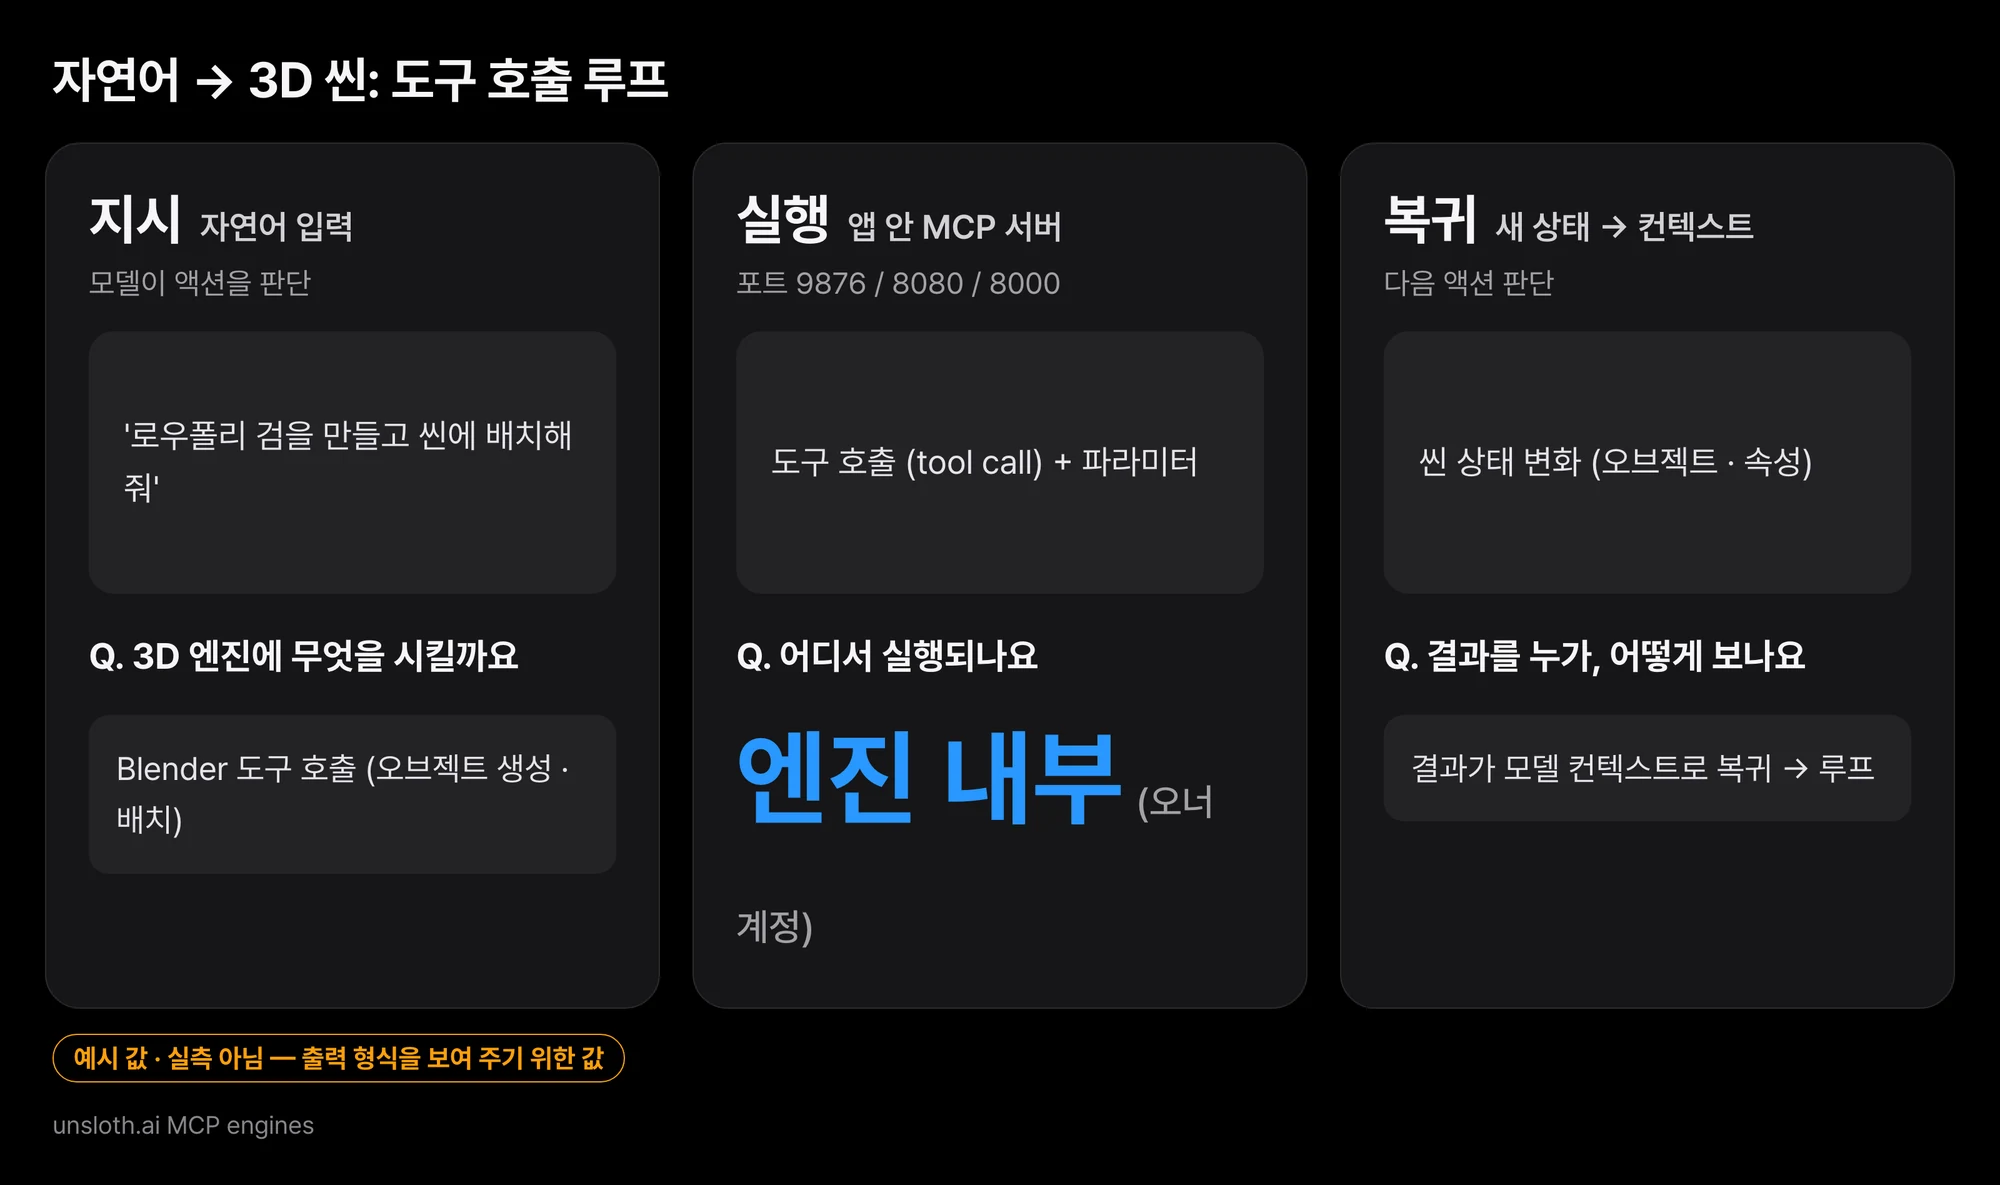 자연어 → 3D 씬: 도구 호출 루프
지시 자연어 입력
모델이 액션을 판단
'로우폴리 검을 만들고 씬에 배치해
줘'
Q. 3D 엔진에 무엇을 시킬까요
Blender 도구 호출 (오브젝트 생성 ·
배치)
실행 앱 안 MCP 서버
포트 9876 / 8080 / 8000
도구 호출 (tool call) + 파라미터
Q. 어디서 실행되나요
엔진 내부 (오너
계정)
복귀 새 상태 → 컨텍스트
다음 액션 판단
씬 상태 변화 (오브젝트 · 속성)
Q. 결과를 누가, 어떻게 보나요
결과가 모델 컨텍스트로 복귀 → 루프
예시 값 · 실측 아님 — 출력 형식을 보여 주기 위한 값
unsloth.ai MCP engines